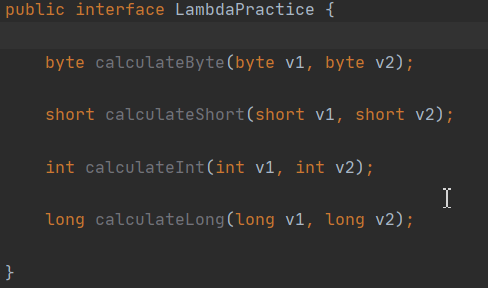 public interface LambdaPractice {
byte calculateByte(byte v1, byte v2);
short calculateShort(short v1, short v2);
int calculateInt(int v1, int v2);
long calculateLong(long v1, long v2);
}